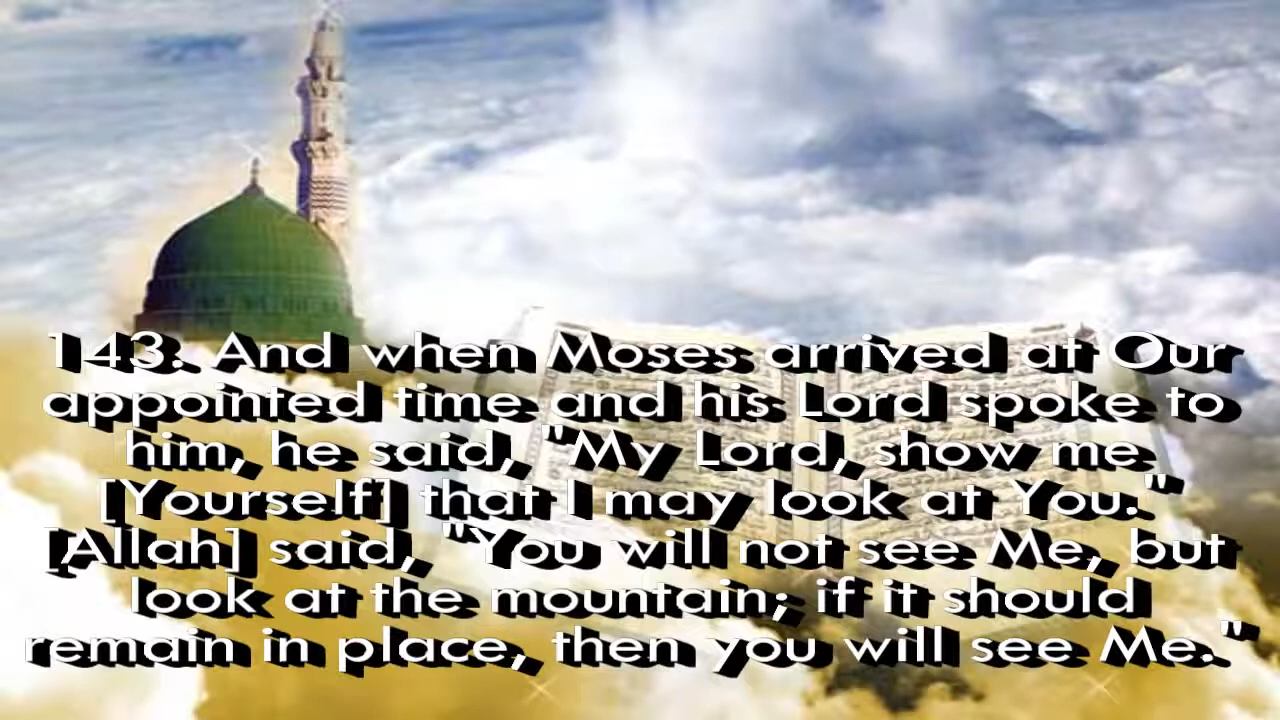 143. And when Moses arrived at Our
appointed time and his Lord spoke to
him, he said, "My Lord, show me
[Yourself] that I may look at You."
[Allah] said, "You will not see Me, but
look at the mountain; if it should
remain in place, then you will see Me."